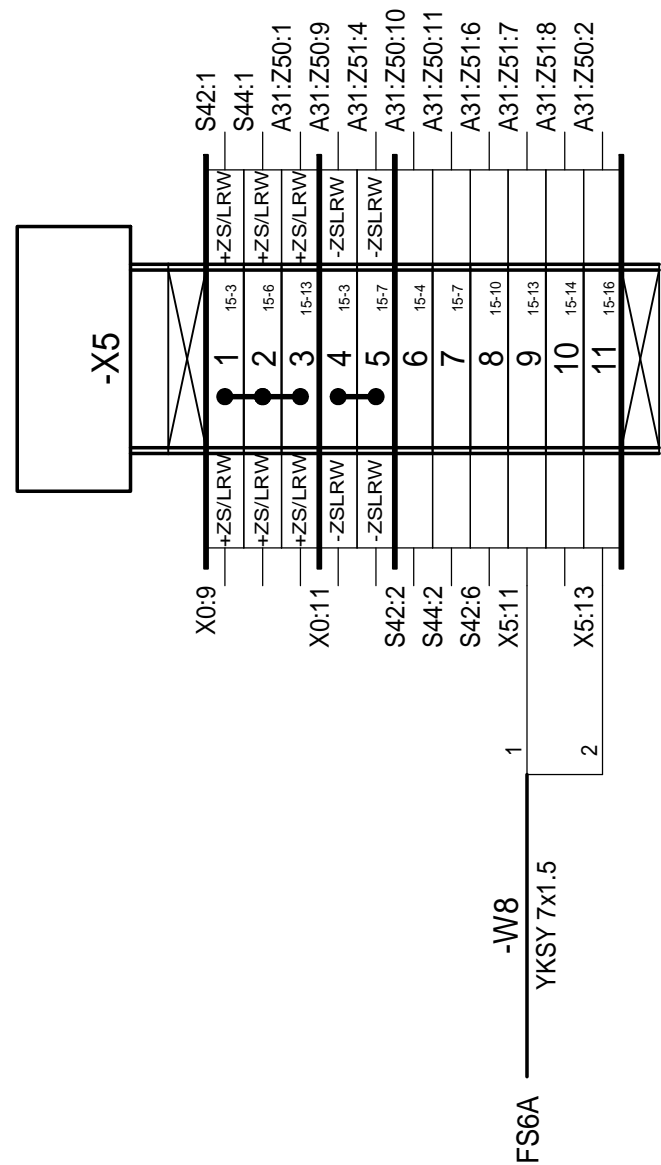 -X5
X0:9 +ZS/LRW 1 15-3 +ZS/LRW S42:1
+ZS/LRW 2 15-6 +ZS/LRW S44:1
+ZS/LRW 3 15-13 +ZS/LRW A31:Z50:1
X0:11 -ZSLRW 4 15-3 -ZSLRW A31:Z50:9
-ZSLRW 5 15-7 -ZSLRW A31:Z51:4
S42:2 6 15-4 A31:Z50:10
S44:2 7 15-7 A31:Z50:11
S42:6 8 15-10 A31:Z51:6
1 X5:11 9 15-13 A31:Z51:7
10 15-14 A31:Z51:8
2 X5:13 11 15-16 A31:Z50:2
-W8
YKSY 7x1.5
FS6A